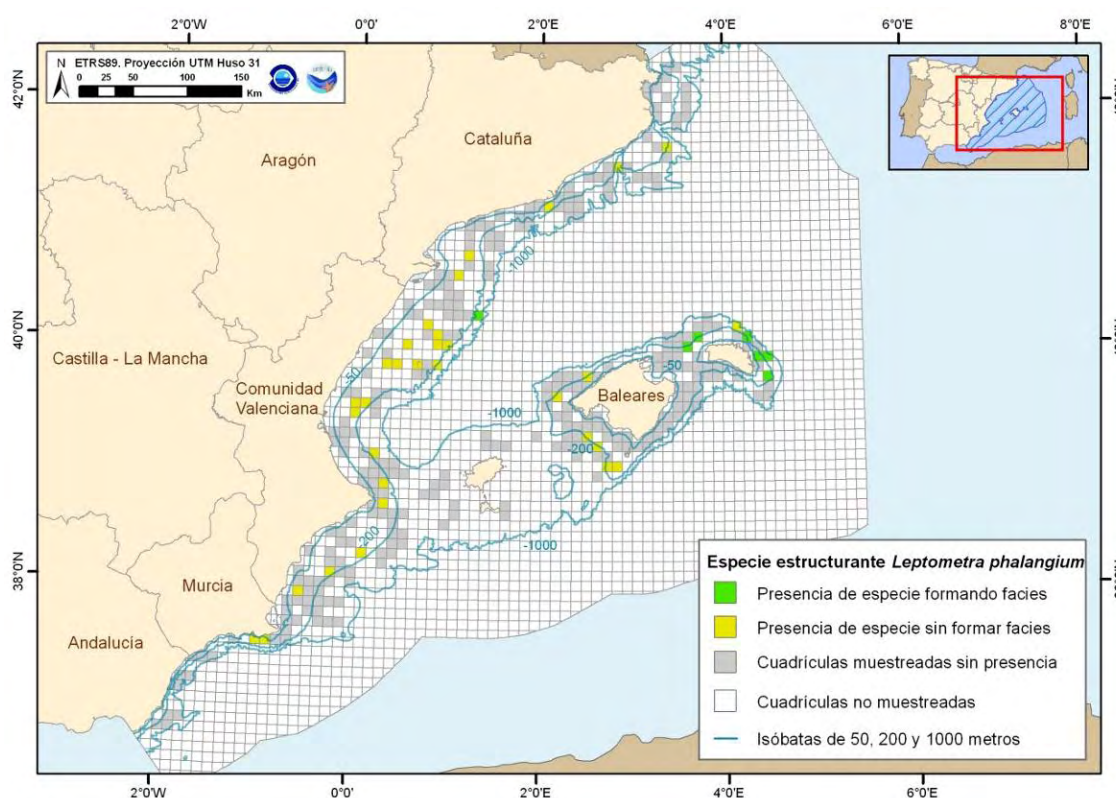 2°0'W
0°0'
2°0'E
4°0'E
6°0'E
8°0'E
N
ETRS89. Proyección UTM Huso 31
0 25 50 100 150
Km
42°N
Cataluña
Aragón
-1000
40°0'N
Castilla - La Mancha
-50
Comunidad
Valenciana
-50
Baleares
-1000
-200
-200
-1000
38°0'N
Murcia
Andalucía
Especie estructurante Leptometra phalangium
Presencia de especie formando facies
Presencia de especie sin formar facies
Cuadrículas muestreadas sin presencia
Cuadrículas no muestreadas
Isóbatas de 50, 200 y 1000 metros
2°0'W
0°0'
2°0'E
4°0'E
6°0'E